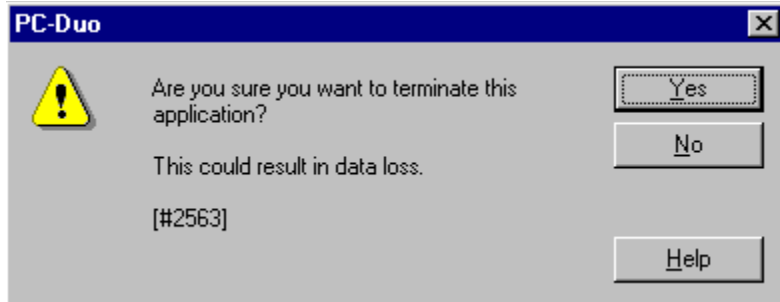 PC-Duo
Are you sure you want to terminate this
application?
This could result in data loss.
[#2563]
Yes
No
Help